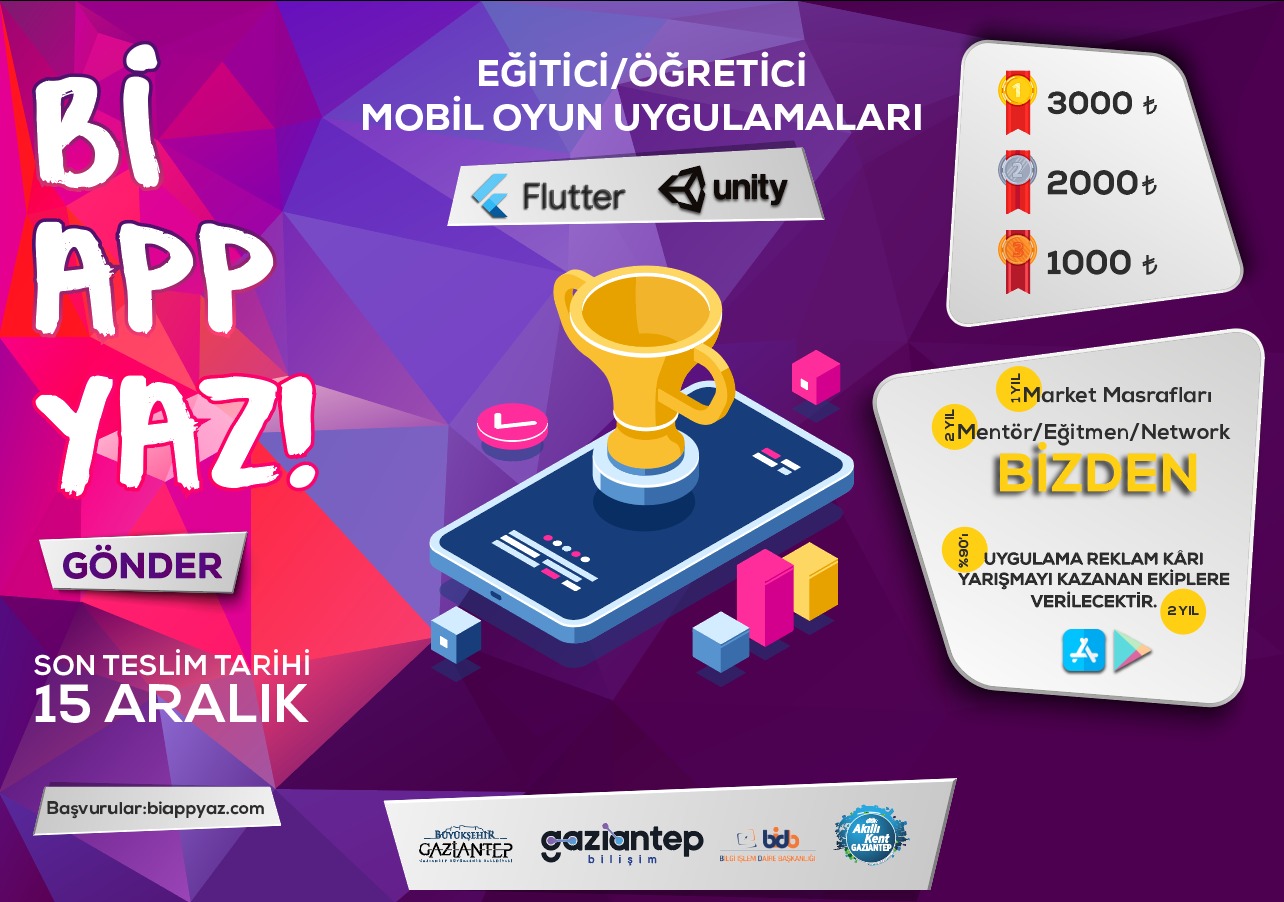 Bİ
APP
YAZ!
GÖNDER
SON TESLİM TARİHİ
15 ARALIK
Başvurular:biappyaz.com
EĞİTİCİ/ÖĞRETİCİ
MOBİL OYUN UYGULAMALARI
Flutter
unity
1
3000 ₺
2
2000 ₺
3
1000 ₺
1 YIL Market Masrafları
2 YIL Mentör/Eğitmen/Network
BİZDEN
%90'ı UYGULAMA REKLAM KÂRI
YARIŞMAYI KAZANAN EKİPLERE
VERİLECEKTİR.
2 YIL
BÜYÜKŞEHİR
GAZİANTEP
gaziantep
bilişim
bidb
BİLGİ İŞLEM DAİRE BAŞKANLIĞI
Akıllı
Kent
GAZİANTEP